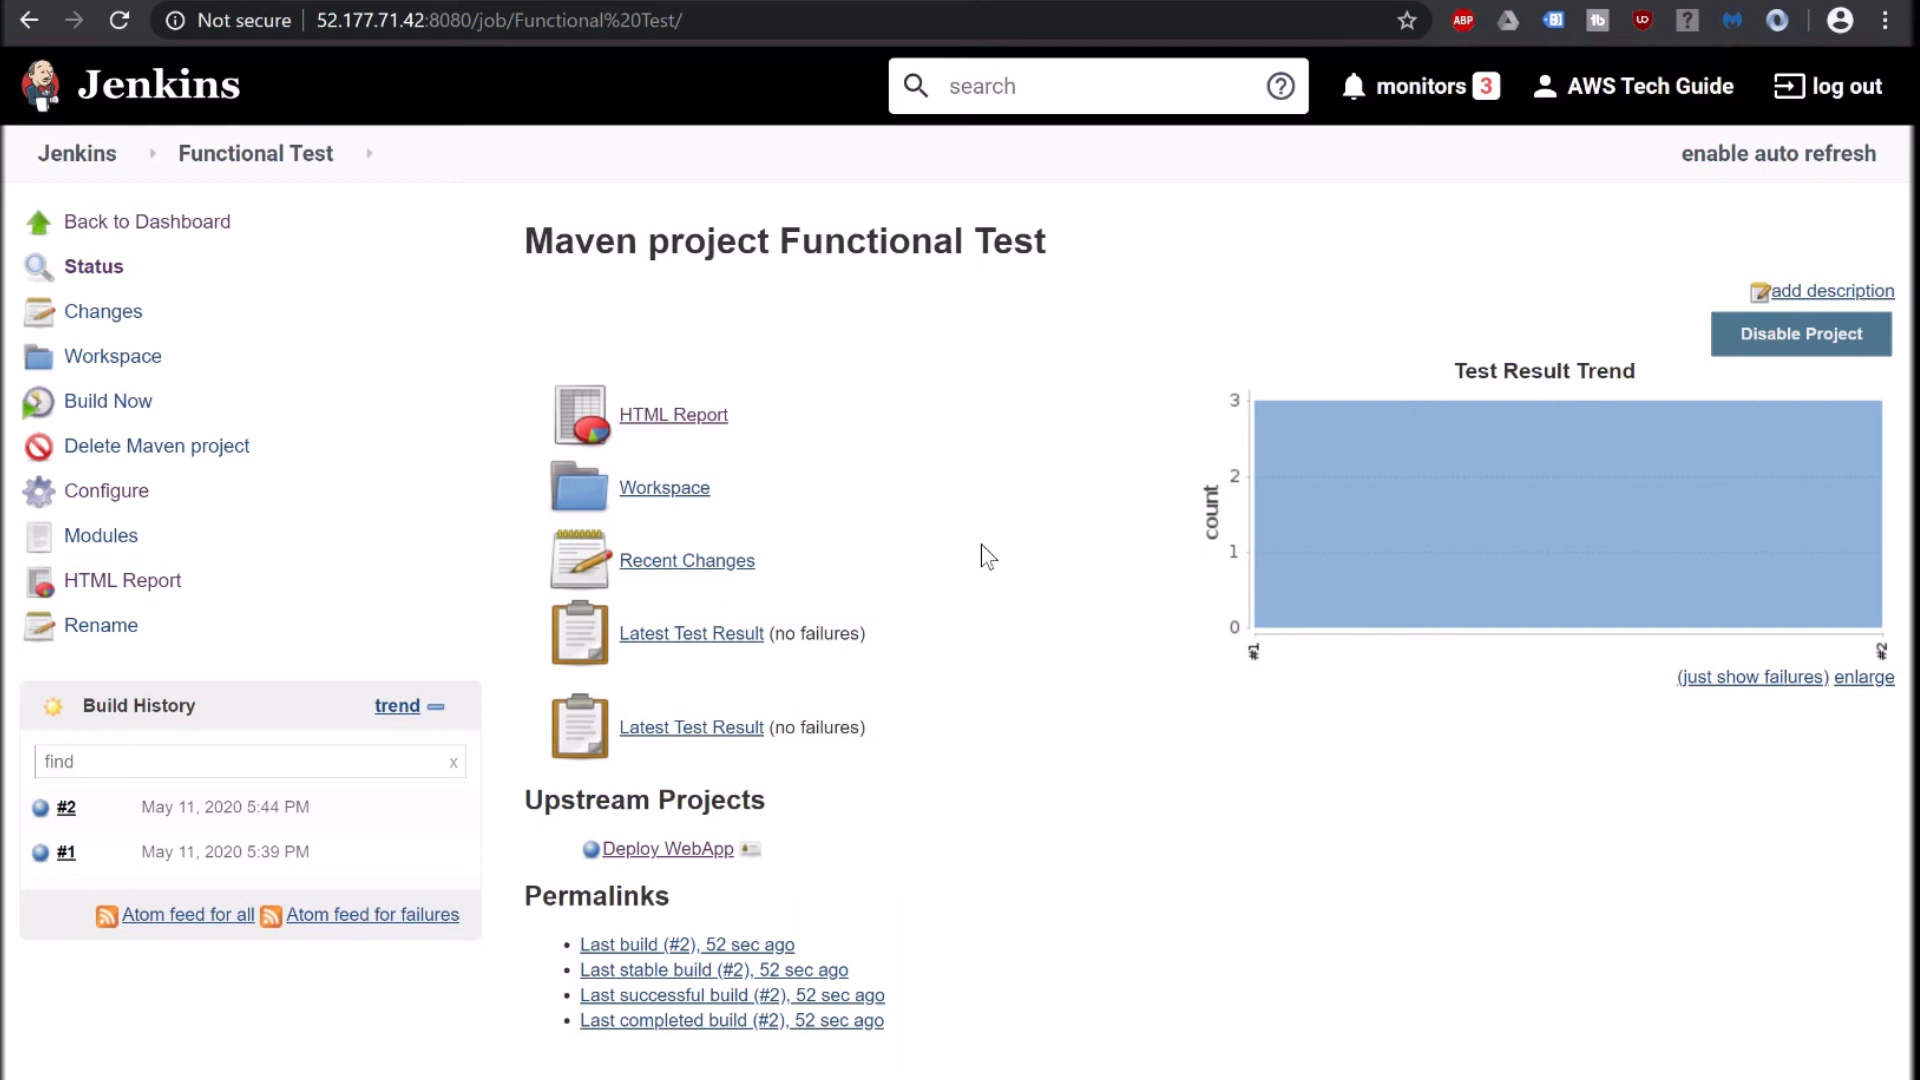 Not secure 52.177.71.42:8080/job/Functional%20Test/
ABP
Jenkins
search
monitors 3
AWS Tech Guide
log out
Jenkins
Functional Test
enable auto refresh
Back to Dashboard
Status
Changes
Workspace
Build Now
Delete Maven project
Configure
Modules
HTML Report
Rename
Build History
trend
find
x
#2 May 11, 2020 5:44 PM
#1 May 11, 2020 5:39 PM
Atom feed for all Atom feed for failures
Maven project Functional Test
add description
Disable Project
HTML Report
Workspace
Recent Changes
Latest Test Result (no failures)
Latest Test Result (no failures)
Test Result Trend
count
3
2
1
0
#1
#2
(just show failures) enlarge
Upstream Projects
Deploy WebApp
Permalinks
• Last build (#2), 52 sec ago
• Last stable build (#2), 52 sec ago
• Last successful build (#2), 52 sec ago
• Last completed build (#2), 52 sec ago